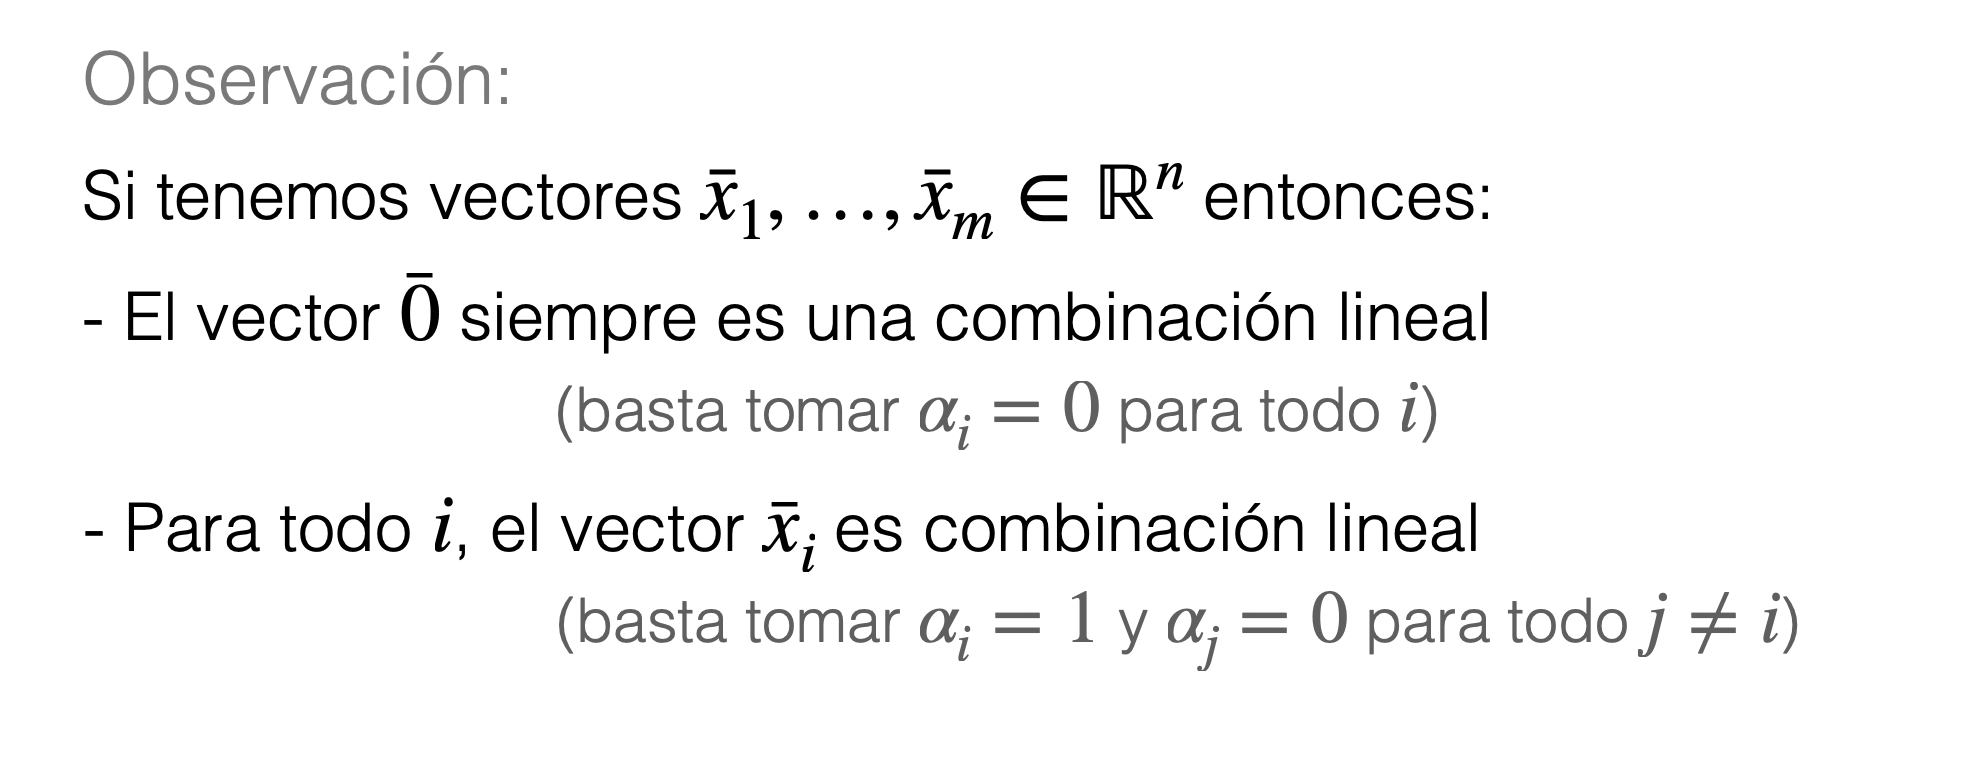 Observación:
Si tenemos vectores x̄₁, …, x̄ₘ ∈ ℝⁿ entonces:
- El vector 0̄ siempre es una combinación lineal
(basta tomar αᵢ = 0 para todo i)
- Para todo i, el vector x̄ᵢ es combinación lineal
(basta tomar αᵢ = 1 y αⱼ = 0 para todo j ≠ i)